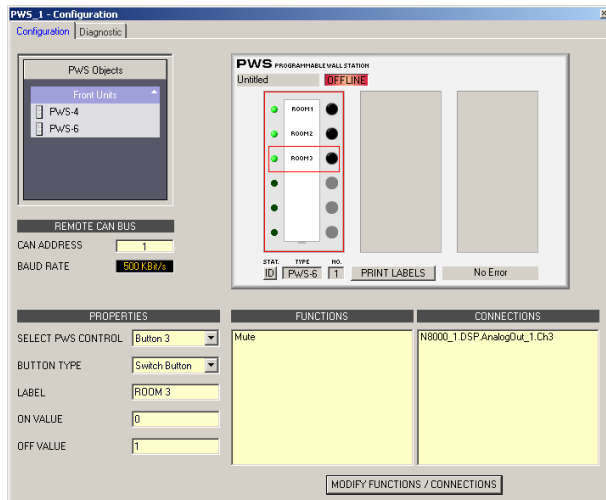 PWS_1 - Configuration
Configuration Diagnostic
PWS Objects
Front Units
PWS-4
PWS-6
PWS PROGRAMMABLE WALL STATION
Untitled OFFLINE
ROOM1
ROOM2
ROOM3
STAT. TYPE NO.
ID PWS-6 1 PRINT LABELS No Error
REMOTE CAN BUS
CAN ADDRESS 1
BAUD RATE 500 KBit/s
PROPERTIES
SELECT PWS CONTROL Button 3
BUTTON TYPE Switch Button
LABEL ROOM 3
ON VALUE 0
OFF VALUE 1
FUNCTIONS
Mute
CONNECTIONS
N8000_1.DSP.AnalogOut_1.Ch3
MODIFY FUNCTIONS / CONNECTIONS